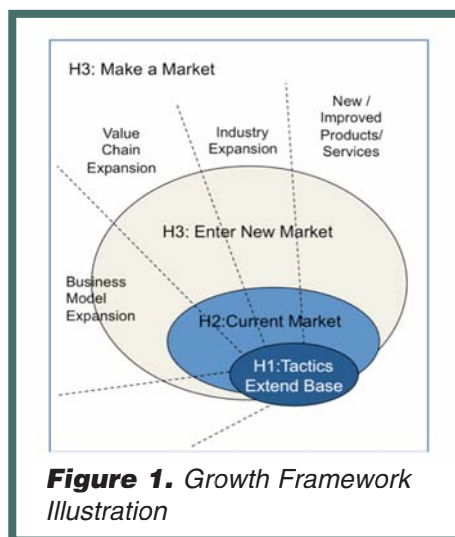 H3: Make a Market
New /
Improved
Products/
Services
Value
Chain
Expansion
Industry
Expansion
H3: Enter New Market
Business
Model
Expansion
H2:Current Market
H1:Tactics
Extend Base
Figure 1. Growth Framework
Illustration